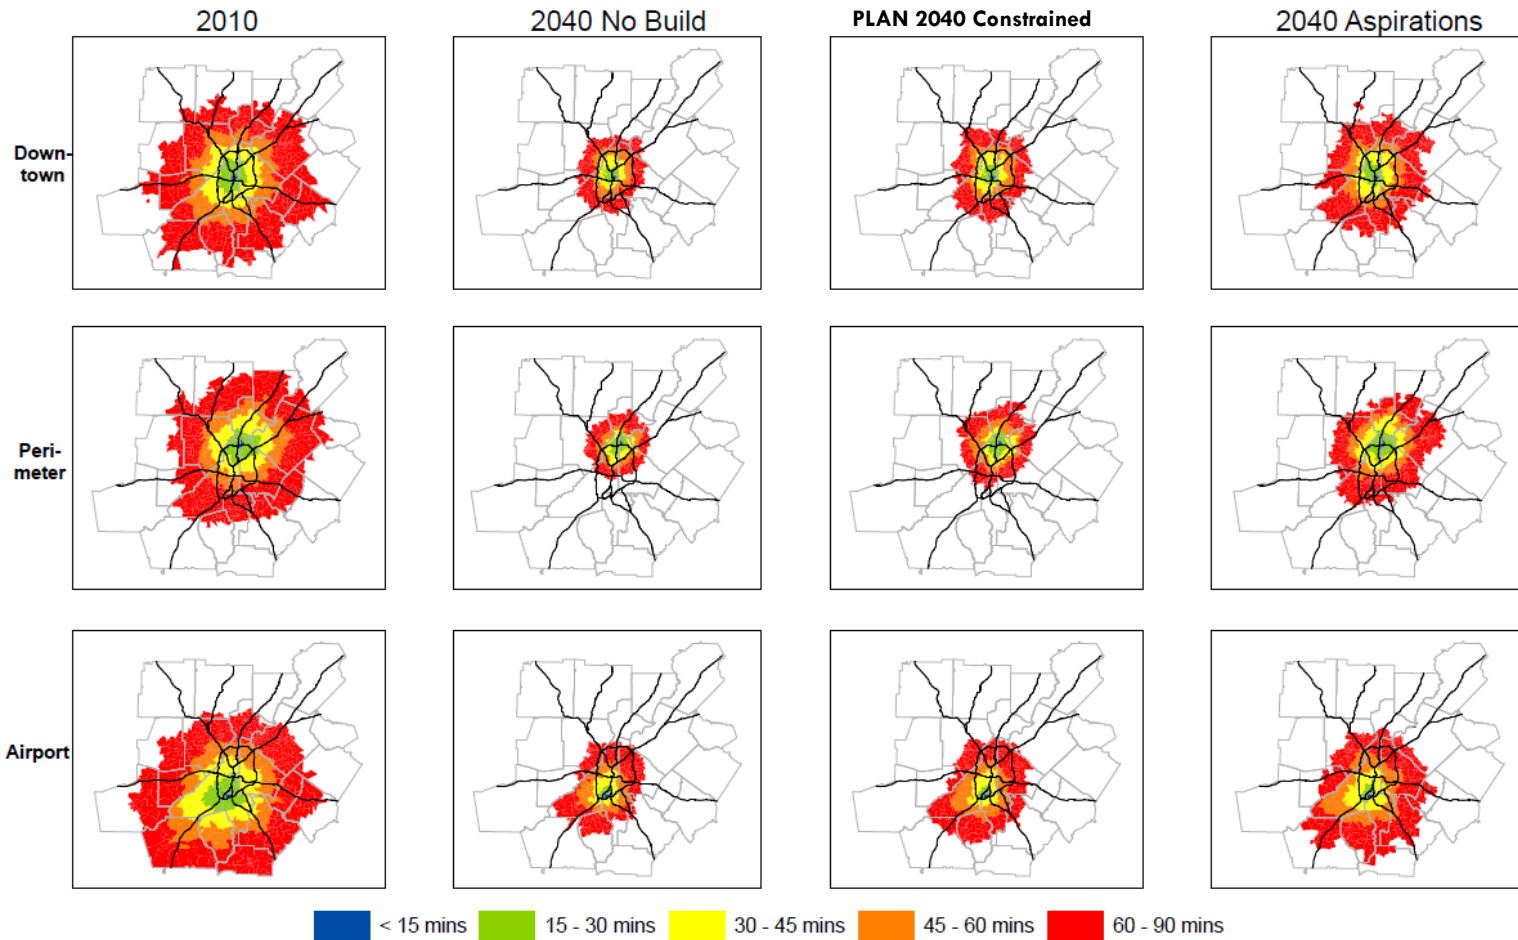 2010
2040 No Build
PLAN 2040 Constrained
2040 Aspirations
Down-
town
Peri-
meter
Airport
< 15 mins
15 - 30 mins
30 - 45 mins
45 - 60 mins
60 - 90 mins